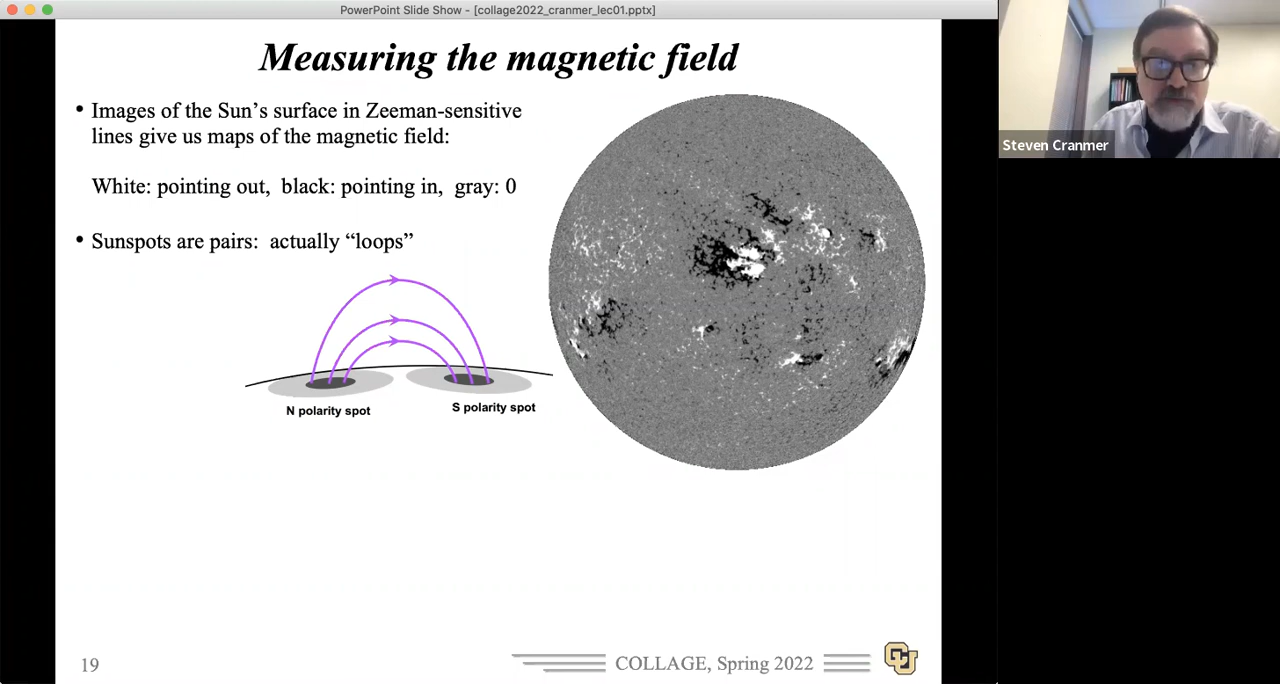 PowerPoint Slide Show - [collage2022_cranmer_lec01.pptx]
Measuring the magnetic field
• Images of the Sun's surface in Zeeman-sensitive
lines give us maps of the magnetic field:
White: pointing out, black: pointing in, gray: 0
• Sunspots are pairs: actually “loops”
N polarity spot
S polarity spot
19
COLLAGE, Spring 2022
CU
Steven Cranmer